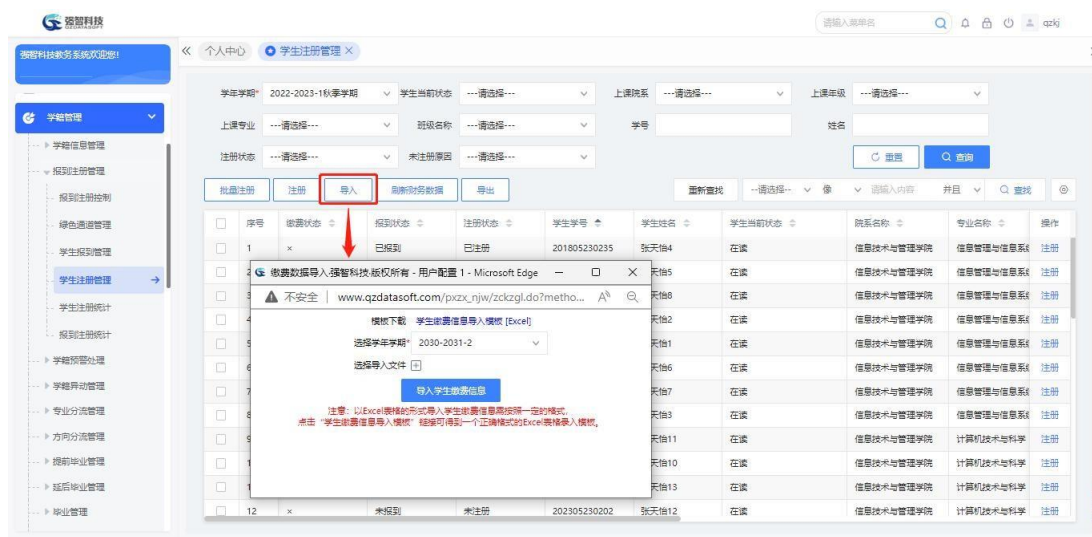 强智科技
QZDATASOFT
请输入菜单名
qzkj
强智科技教务系统欢迎您!
个人中心
学生注册管理 ×
学籍管理
学籍信息管理
报到注册管理
报到注册控制
绿色通道管理
学生报到管理
学生注册管理
学生注册统计
报到注册统计
学籍预警处理
学籍异动管理
专业分流管理
方向分流管理
提前毕业管理
延后毕业管理
毕业管理
学年学期* 2022-2023-1秋季学期 学生当前状态 ---请选择--- 上课院系 ---请选择--- 上课年级 ---请选择---
上课专业 ---请选择--- 班级名称 ---请选择--- 学号 姓名
注册状态 ---请选择--- 未注册原因 ---请选择--- 重置 查询
批量注册 注册 导入 刷新财务数据 导出 重新查找 ---请选择-- 像 请输入内容 并且 查找
序号 缴费状态 报到状态 注册状态 学生学号 学生姓名 学生当前状态 院系名称 专业名称 操作
1 × 已报到 已注册 201805230235 张天怡4 在读 信息技术与管理学院 信息管理与信息系 注册
天怡5 在读 信息技术与管理学院 信息管理与信息系 注册
天怡8 在读 信息技术与管理学院 信息管理与信息系 注册
天怡2 在读 信息技术与管理学院 信息管理与信息系 注册
天怡1 在读 信息技术与管理学院 信息管理与信息系 注册
天怡6 在读 信息技术与管理学院 信息管理与信息系 注册
天怡7 在读 信息技术与管理学院 信息管理与信息系 注册
天怡3 在读 信息技术与管理学院 信息管理与信息系 注册
天怡11 在读 信息技术与管理学院 计算机技术与科学 注册
天怡10 在读 信息技术与管理学院 计算机技术与科学 注册
天怡13 在读 信息技术与管理学院 计算机技术与科学 注册
12 × 未报到 未注册 202305230202 张天怡12 在读 信息技术与管理学院 计算机技术与科学 注册
缴费数据导入-强智科技-版权所有 - 用户配置 1 - Microsoft Edge
不安全 | www.qzdatasoft.com/pxzx_njw/zckzgl.do?metho...
模板下载 学生缴费信息导入模板 [Excel]
选择学年学期* 2030-2031-2
选择导入文件
导入学生缴费信息
注意：以Excel表格的形式导入学生缴费信息需按照一定的格式,
点击“学生缴费信息导入模板”链接可得到一个正确格式的Excel表格录入模板。